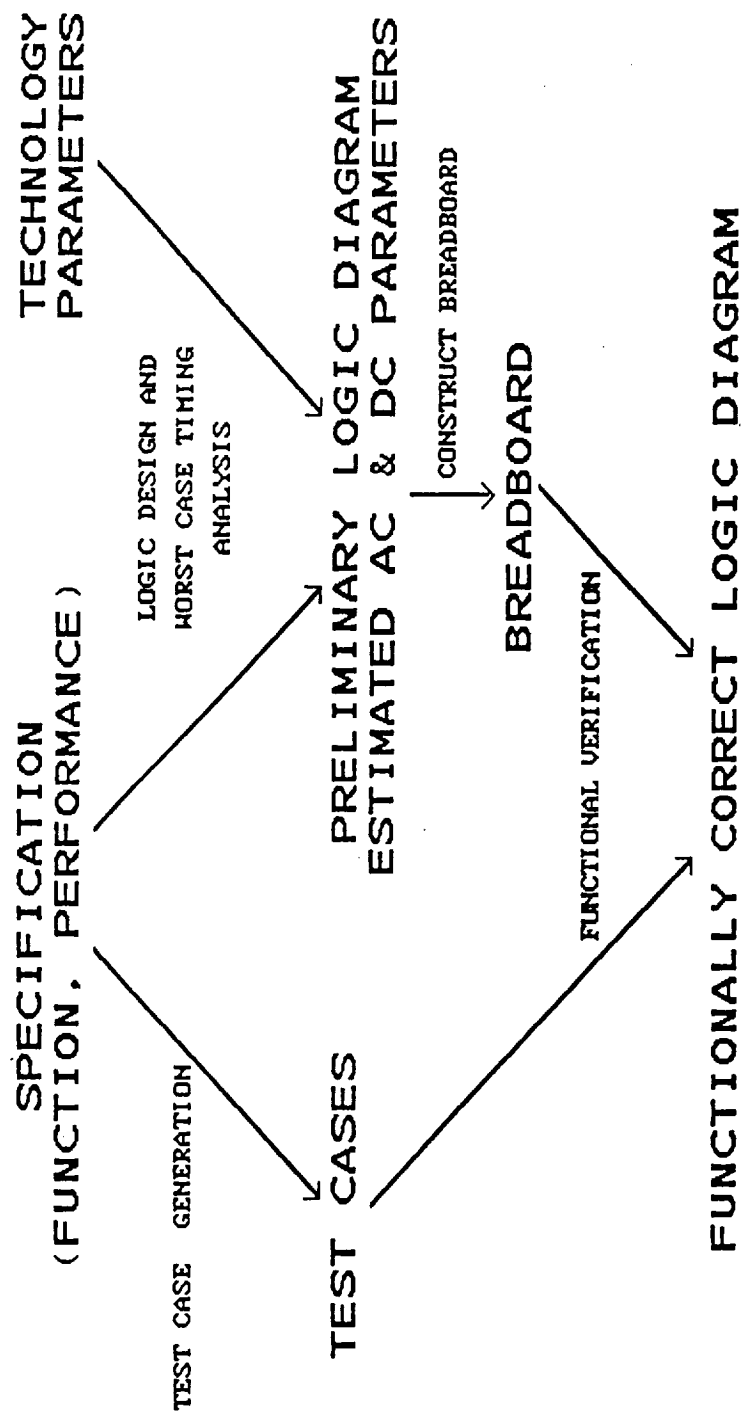 SPECIFICATION
(FUNCTION, PERFORMANCE)
TECHNOLOGY
PARAMETERS
TEST CASE GENERATION
LOGIC DESIGN AND
WORST CASE TIMING
ANALYSIS
TEST CASES
PRELIMINARY LOGIC DIAGRAM
ESTIMATED AC & DC PARAMETERS
CONSTRUCT BREADBOARD
BREADBOARD
FUNCTIONAL VERIFICATION
FUNCTIONALLY CORRECT LOGIC DIAGRAM